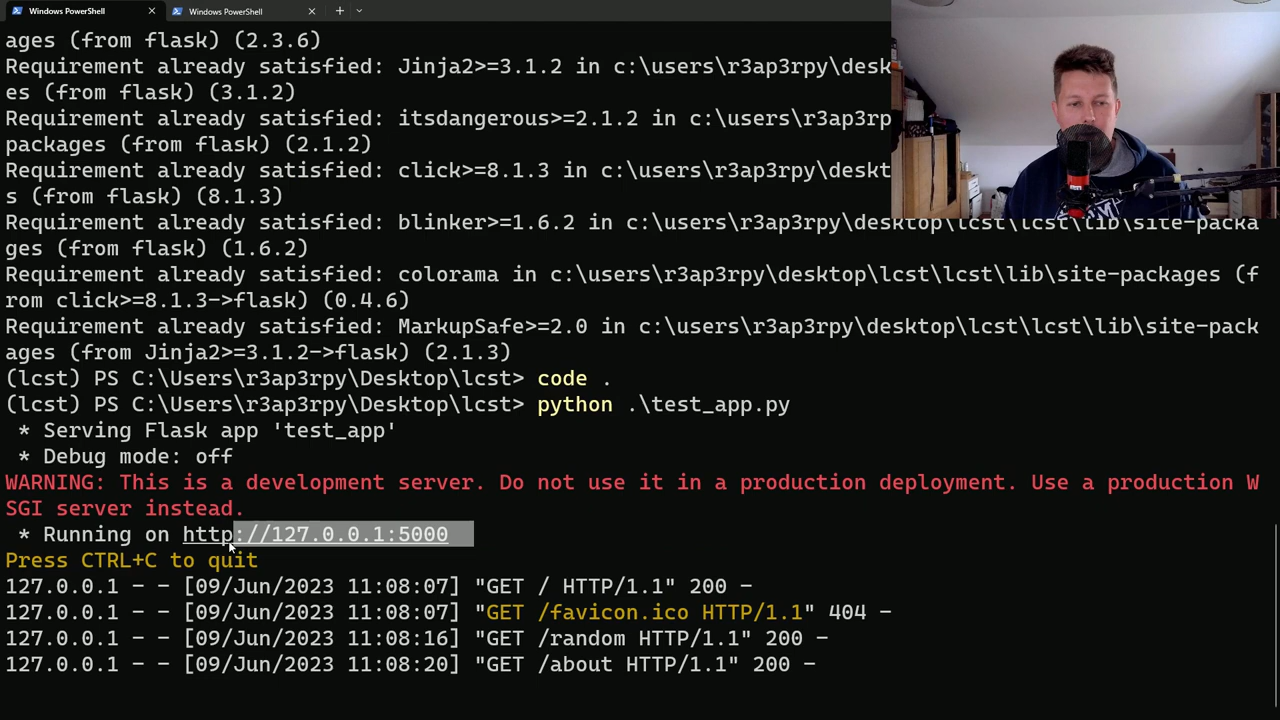 Windows PowerShell
Windows PowerShell
ages (from flask) (2.3.6)
Requirement already satisfied: Jinja2>=3.1.2 in c:\users\r3ap3rpy\desk
es (from flask) (3.1.2)
Requirement already satisfied: itsdangerous>=2.1.2 in c:\users\r3ap3rp
packages (from flask) (2.1.2)
Requirement already satisfied: click>=8.1.3 in c:\users\r3ap3rpy\deskt
s (from flask) (8.1.3)
Requirement already satisfied: blinker>=1.6.2 in c:\users\r3ap3rpy\desktop\lcst\lcst\lib\site-packa
ges (from flask) (1.6.2)
Requirement already satisfied: colorama in c:\users\r3ap3rpy\desktop\lcst\lcst\lib\site-packages (f
rom click>=8.1.3->flask) (0.4.6)
Requirement already satisfied: MarkupSafe>=2.0 in c:\users\r3ap3rpy\desktop\lcst\lcst\lib\site-pack
ages (from Jinja2>=3.1.2->flask) (2.1.3)
(lcst) PS C:\Users\r3ap3rpy\Desktop\lcst> code .
(lcst) PS C:\Users\r3ap3rpy\Desktop\lcst> python .\test_app.py
* Serving Flask app 'test_app'
* Debug mode: off
WARNING: This is a development server. Do not use it in a production deployment. Use a production W
SGI server instead.
* Running on http://127.0.0.1:5000
Press CTRL+C to quit
127.0.0.1 - - [09/Jun/2023 11:08:07] "GET / HTTP/1.1" 200 -
127.0.0.1 - - [09/Jun/2023 11:08:07] "GET /favicon.ico HTTP/1.1" 404 -
127.0.0.1 - - [09/Jun/2023 11:08:16] "GET /random HTTP/1.1" 200 -
127.0.0.1 - - [09/Jun/2023 11:08:20] "GET /about HTTP/1.1" 200 -